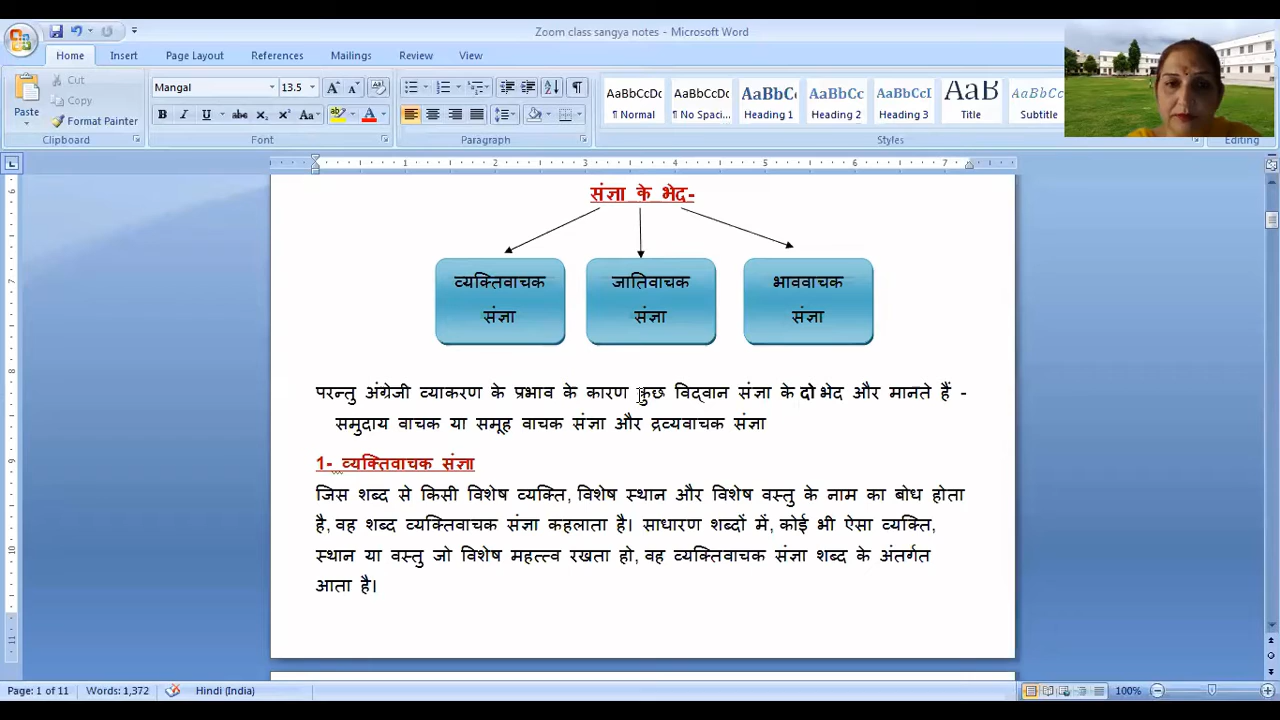 Zoom class sangya notes - Microsoft Word
Home Insert Page Layout References Mailings Review View
Paste Cut Copy Format Painter
Mangal 13.5
AaBbCcDc AaBbCcDc AaBbC AaBbCc AaBbCcI AaB AaBbCc
¶ Normal ¶ No Spaci... Heading 1 Heading 2 Heading 3 Title Subtitle
Clipboard Font Paragraph Styles Editing
संज्ञा के भेद-
व्यक्तिवाचक संज्ञा
जातिवाचक संज्ञा
भाववाचक संज्ञा
परन्तु अंग्रेजी व्याकरण के प्रभाव के कारण कुछ विद्वान संज्ञा के दो भेद और मानते हैं -
समुदाय वाचक या समूह वाचक संज्ञा और द्रव्यवाचक संज्ञा
1- व्यक्तिवाचक संज्ञा
जिस शब्द से किसी विशेष व्यक्ति, विशेष स्थान और विशेष वस्तु के नाम का बोध होता
है, वह शब्द व्यक्तिवाचक संज्ञा कहलाता है। साधारण शब्दों में, कोई भी ऐसा व्यक्ति,
स्थान या वस्तु जो विशेष महत्त्व रखता हो, वह व्यक्तिवाचक संज्ञा शब्द के अंतर्गत
आता है।
Page: 1 of 11 Words: 1,372 Hindi (India) 100%